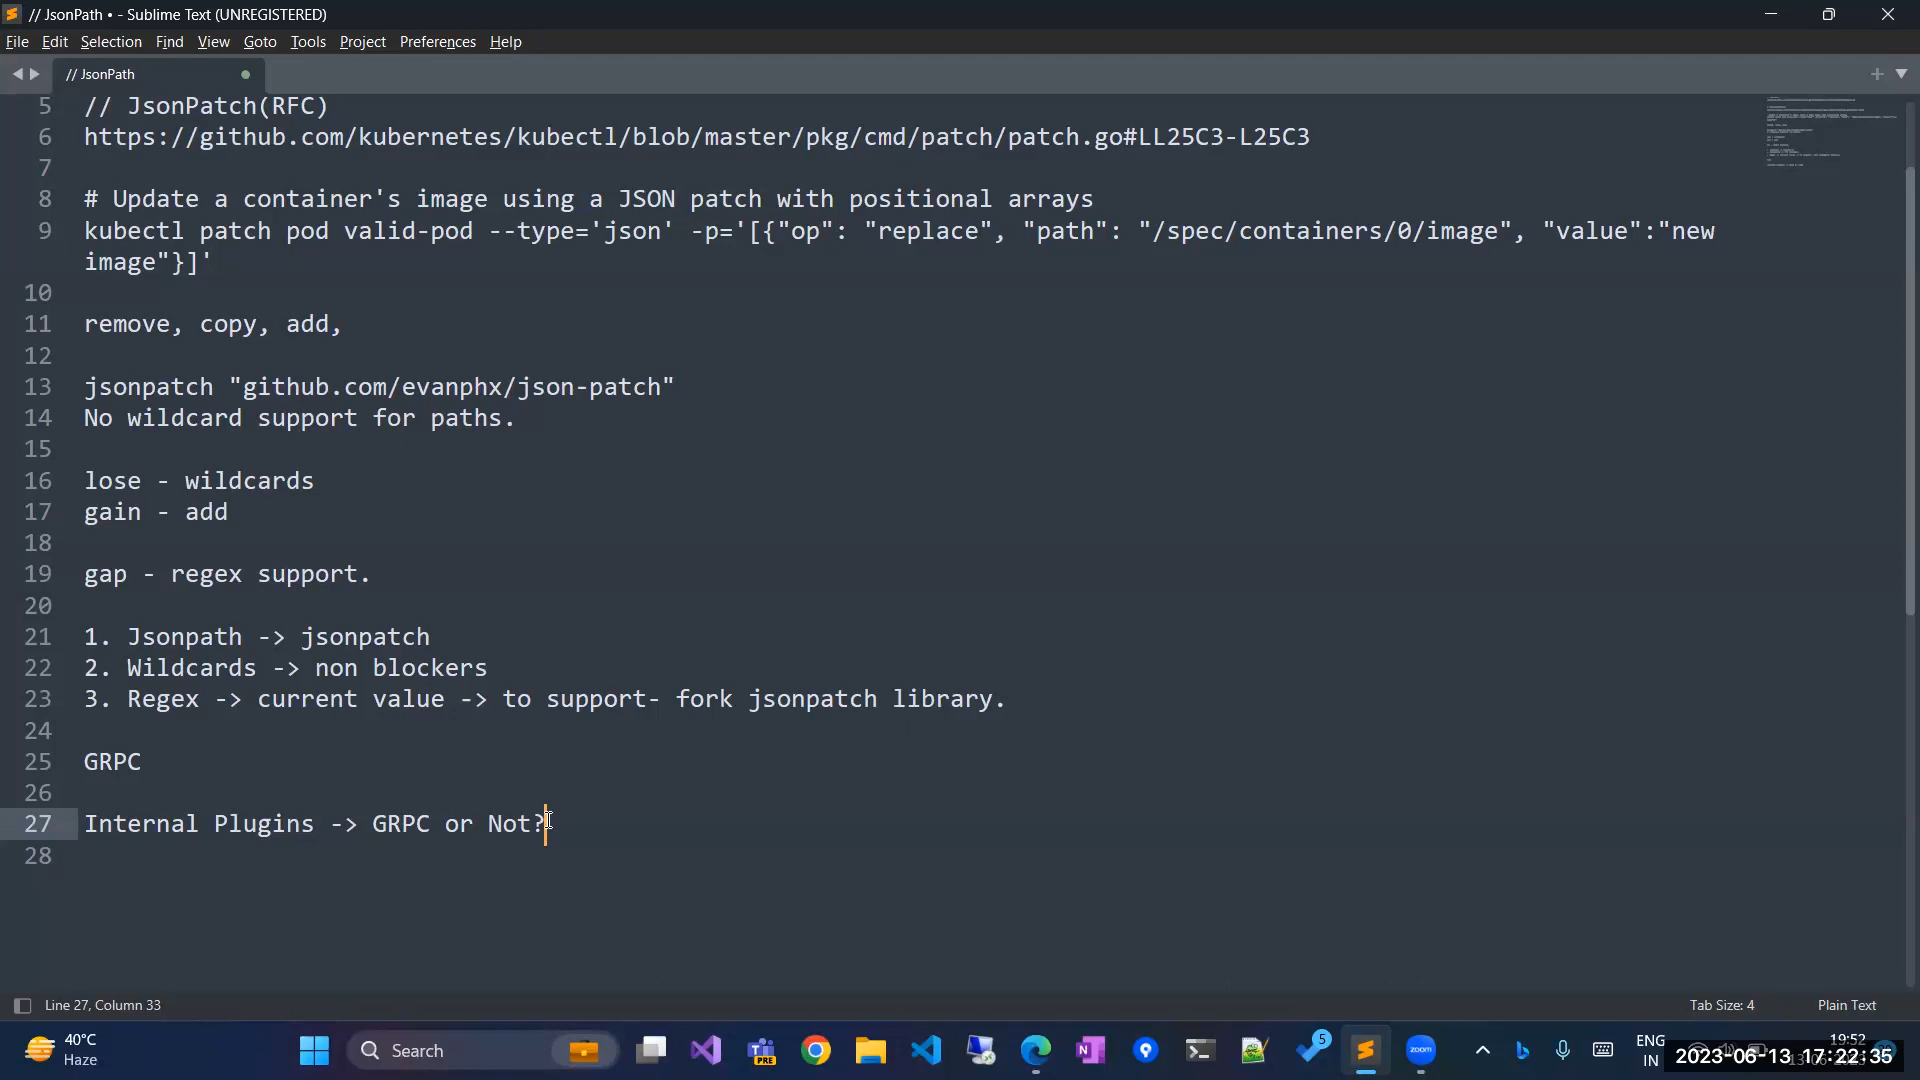 // JsonPath • - Sublime Text (UNREGISTERED)
File Edit Selection Find View Goto Tools Project Preferences Help
// JsonPath
5 // JsonPatch(RFC)
6 https://github.com/kubernetes/kubectl/blob/master/pkg/cmd/patch/patch.go#LL25C3-L25C3
7
8 # Update a container's image using a JSON patch with positional arrays
9 kubectl patch pod valid-pod --type='json' -p='[{"op": "replace", "path": "/spec/containers/0/image", "value":"new
image"}]'
10
11 remove, copy, add,
12
13 jsonpatch "github.com/evanphx/json-patch"
14 No wildcard support for paths.
15
16 lose - wildcards
17 gain - add
18
19 gap - regex support.
20
21 1. Jsonpath -> jsonpatch
22 2. Wildcards -> non blockers
23 3. Regex -> current value -> to support- fork jsonpatch library.
24
25 GRPC
26
27 Internal Plugins -> GRPC or Not?
28
Line 27, Column 33 Tab Size: 4 Plain Text
40°C
Haze
Search
PRE
5
zoom
ENG
IN
19:52
2023-06-13 17:22:35